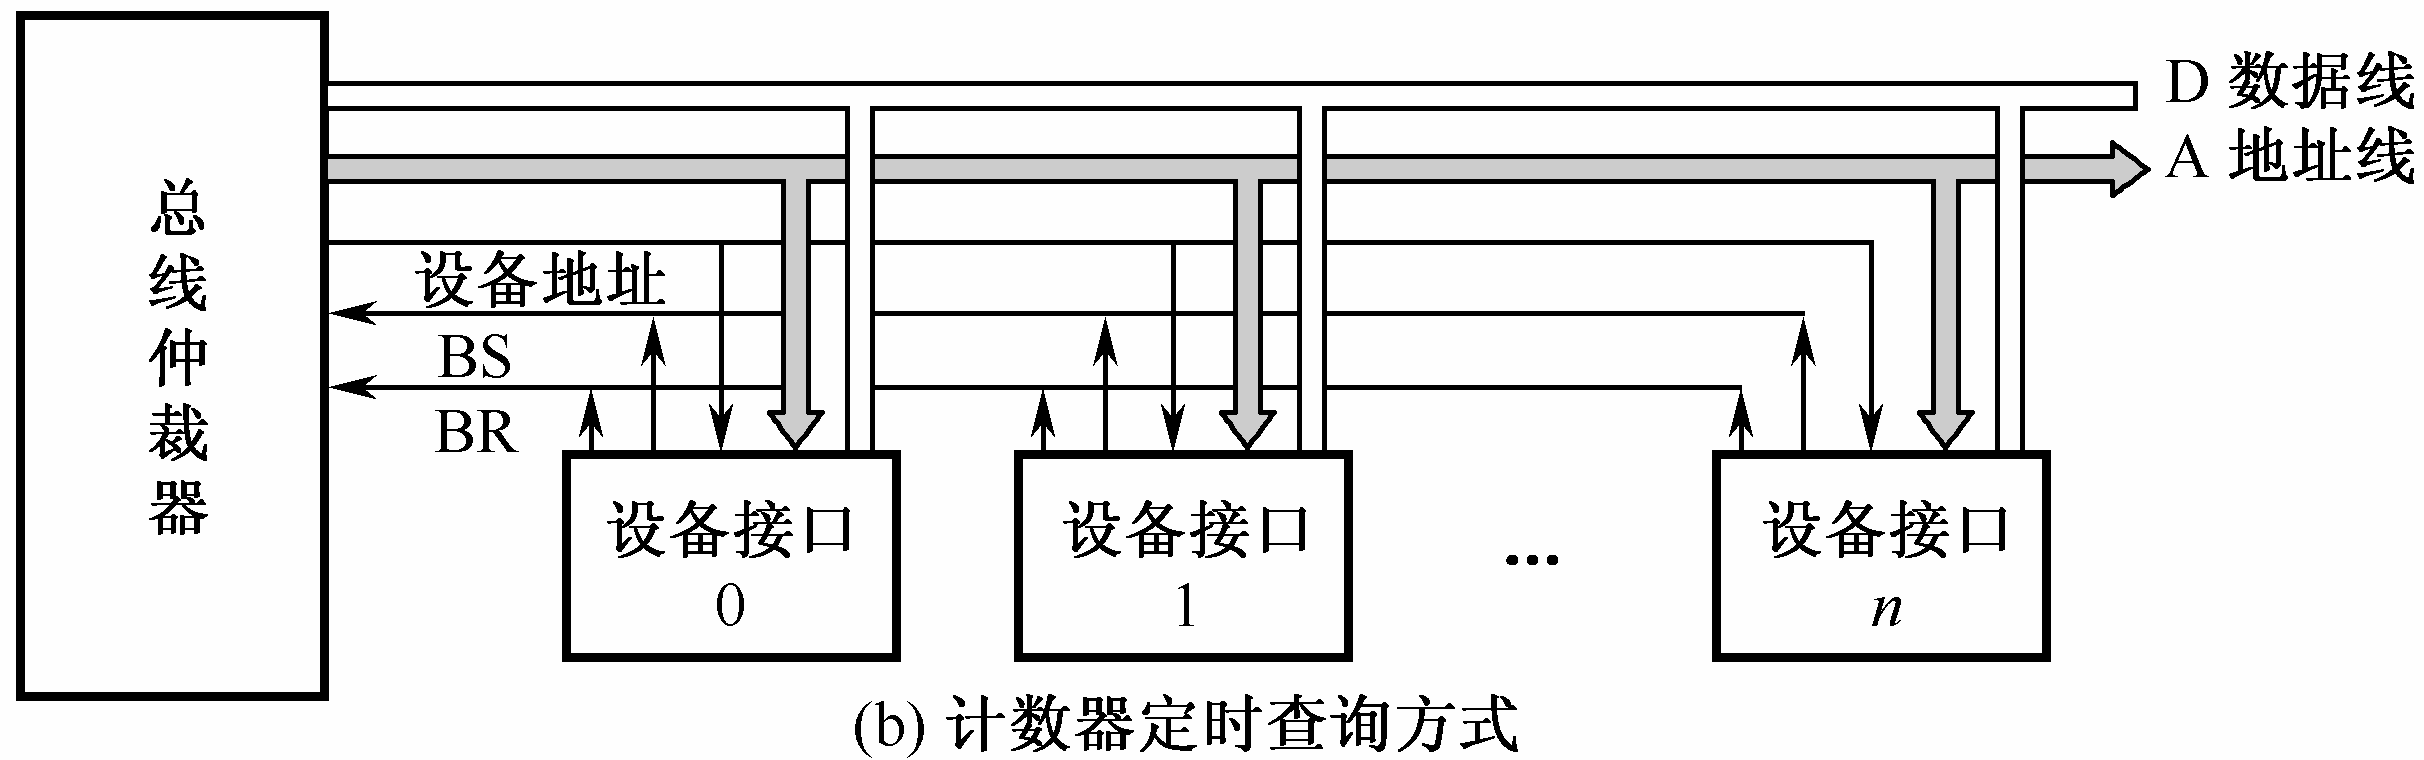 D 数据线
A 地址线
总线仲裁器
设备地址
BS
BR
设备接口
0
设备接口
1
...
设备接口
n
(b) 计数器定时查询方式